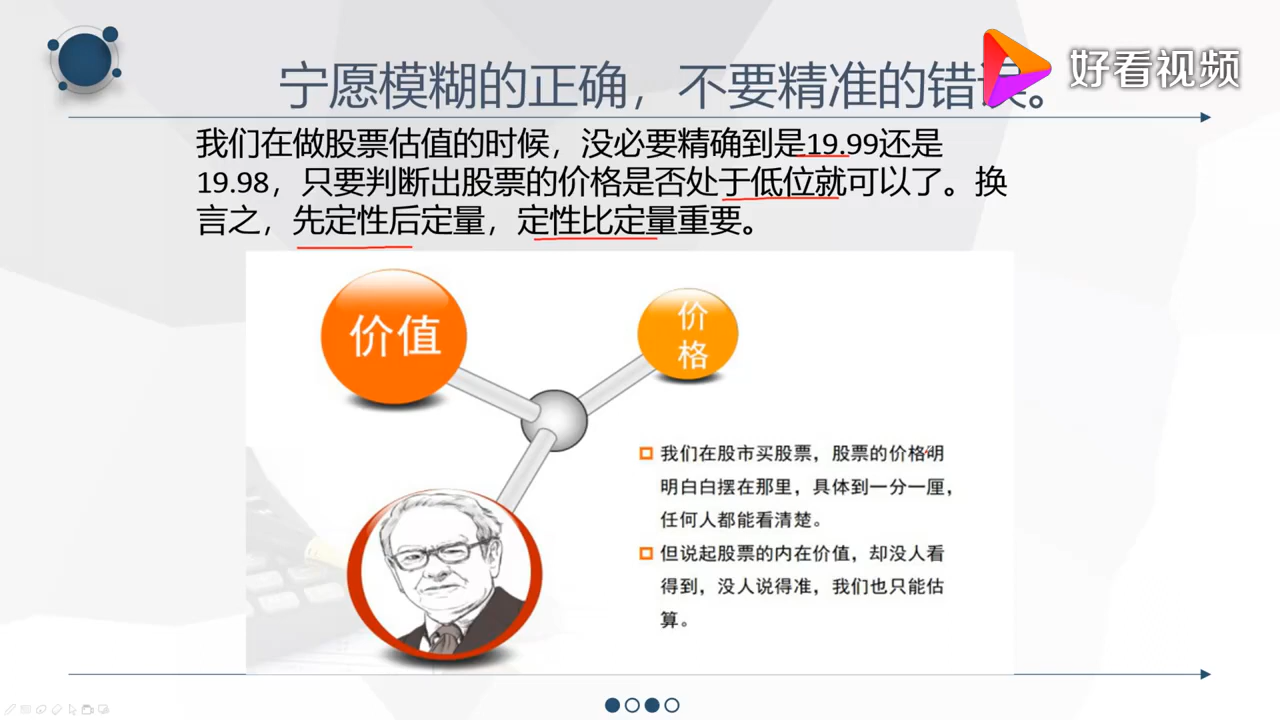 宁愿模糊的正确，不要精准的错。
好看视频
我们在做股票估值的时候，没必要精确到是19.99还是
19.98，只要判断出股票的价格是否处于低位就可以了。换
言之，先定性后定量，定性比定量重要。
价值
价
格
我们在股市买股票，股票的价格明
明白白摆在那里，具体到一分一厘，
任何人都能看清楚。
但说起股票的内在价值，却没人看
得到，没人说得准，我们也只能估
算。